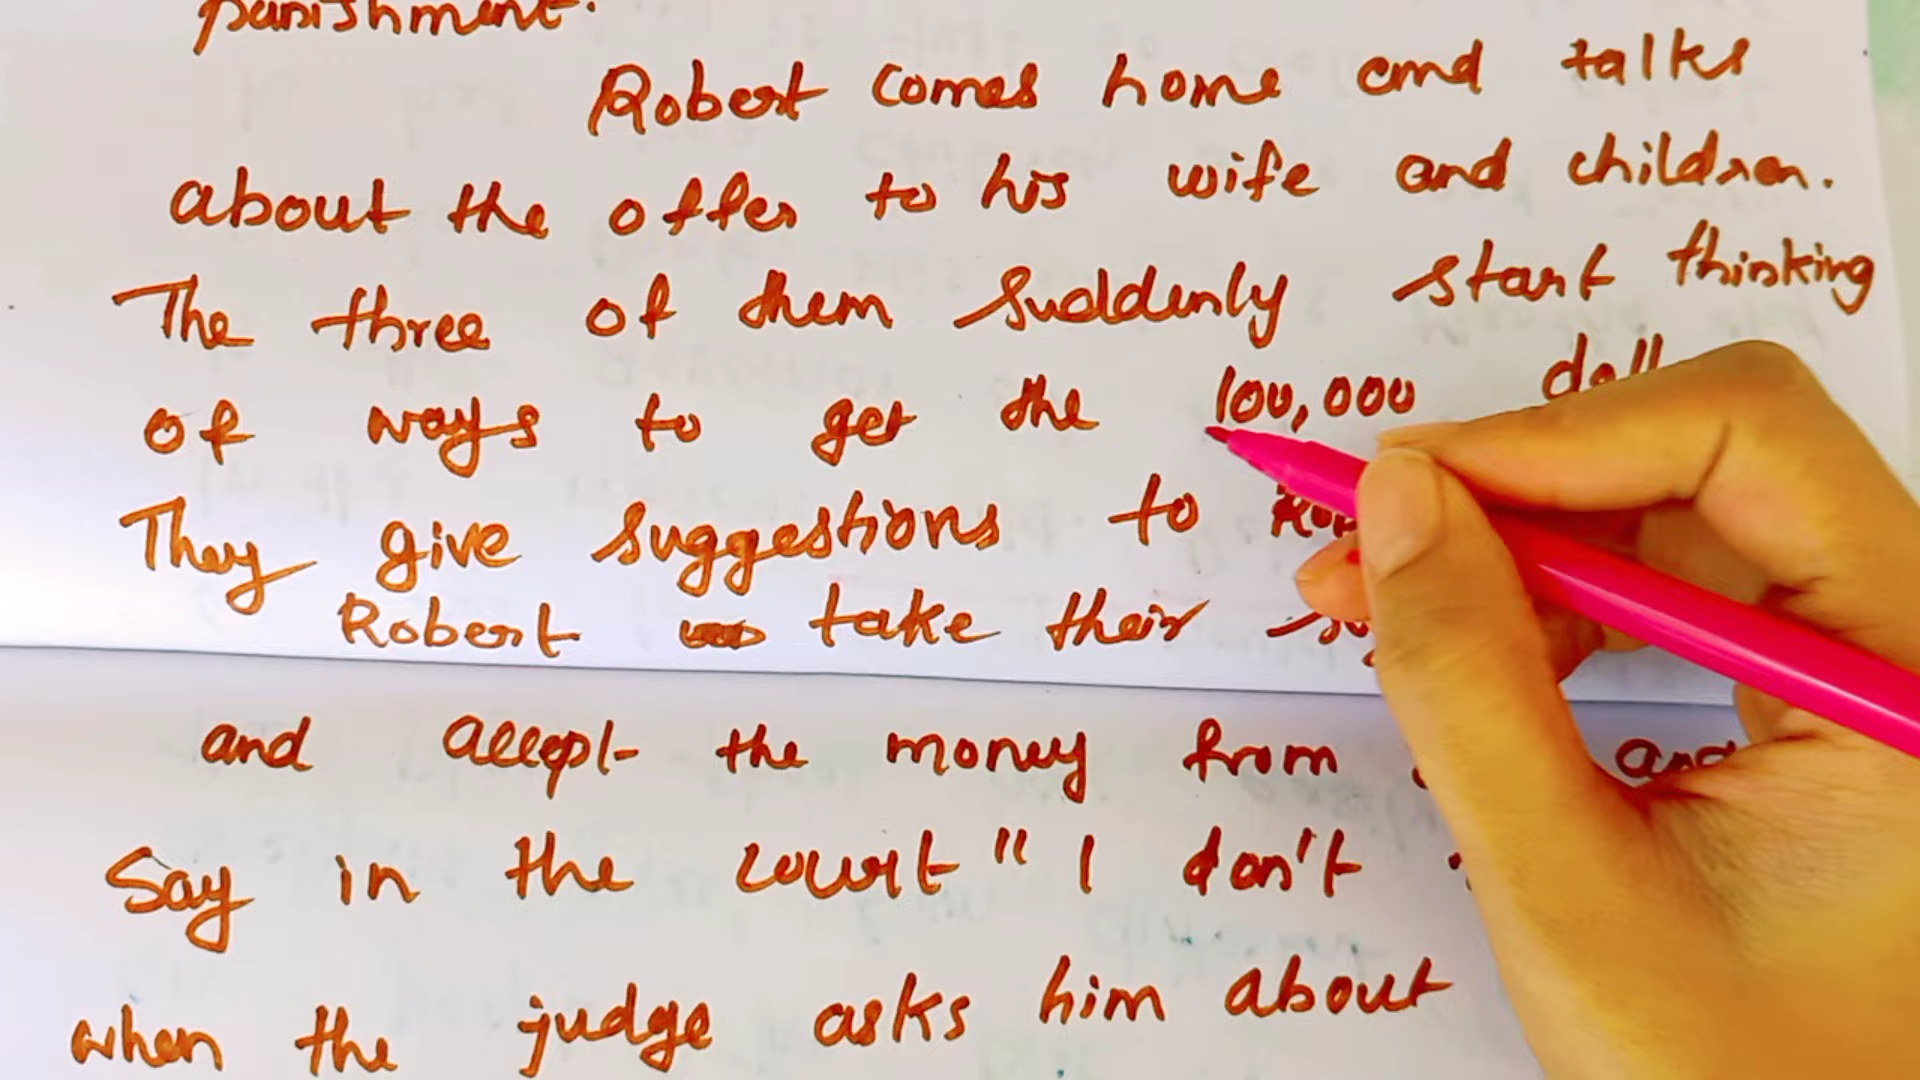 punishment.
Robert comes home and talks
about the offer to his wife and children.
The three of them suddenly start thinking
of ways to get the 100,000
They give suggestions to
Robert take their
and accept the money from
Say in the court " I don't
when the judge asks him about